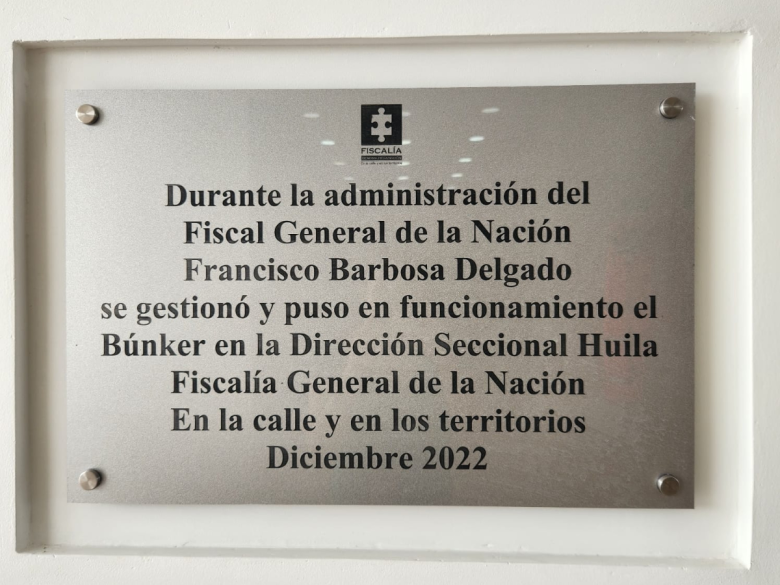 FISCALÍA
Durante la administración del
Fiscal General de la Nación
Francisco Barbosa Delgado
se gestionó y puso en funcionamiento el
Búnker en la Dirección Seccional Huila
Fiscalía General de la Nación
En la calle y en los territorios
Diciembre 2022